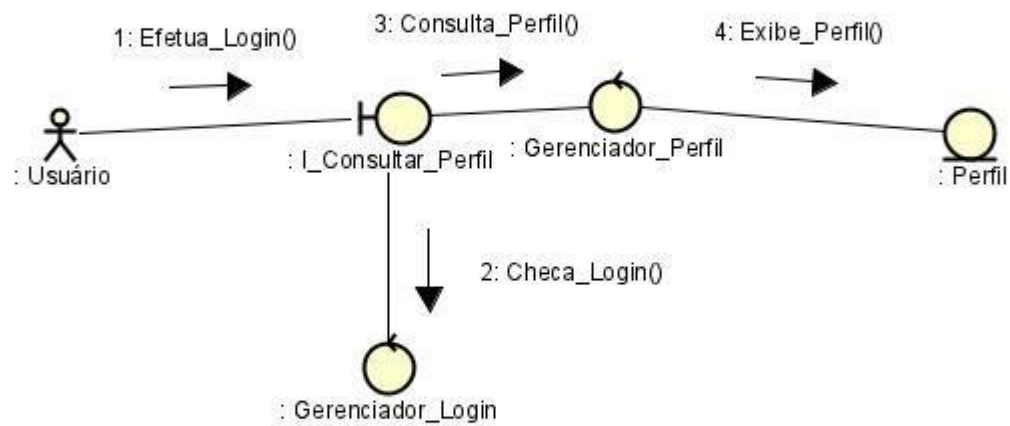 1: Efetua_Login()
3: Consulta_Perfil()
4: Exibe_Perfil()
: Usuário
: I_Consultar_Perfil
: Gerenciador_Perfil
: Perfil
2: Checa_Login()
: Gerenciador_Login